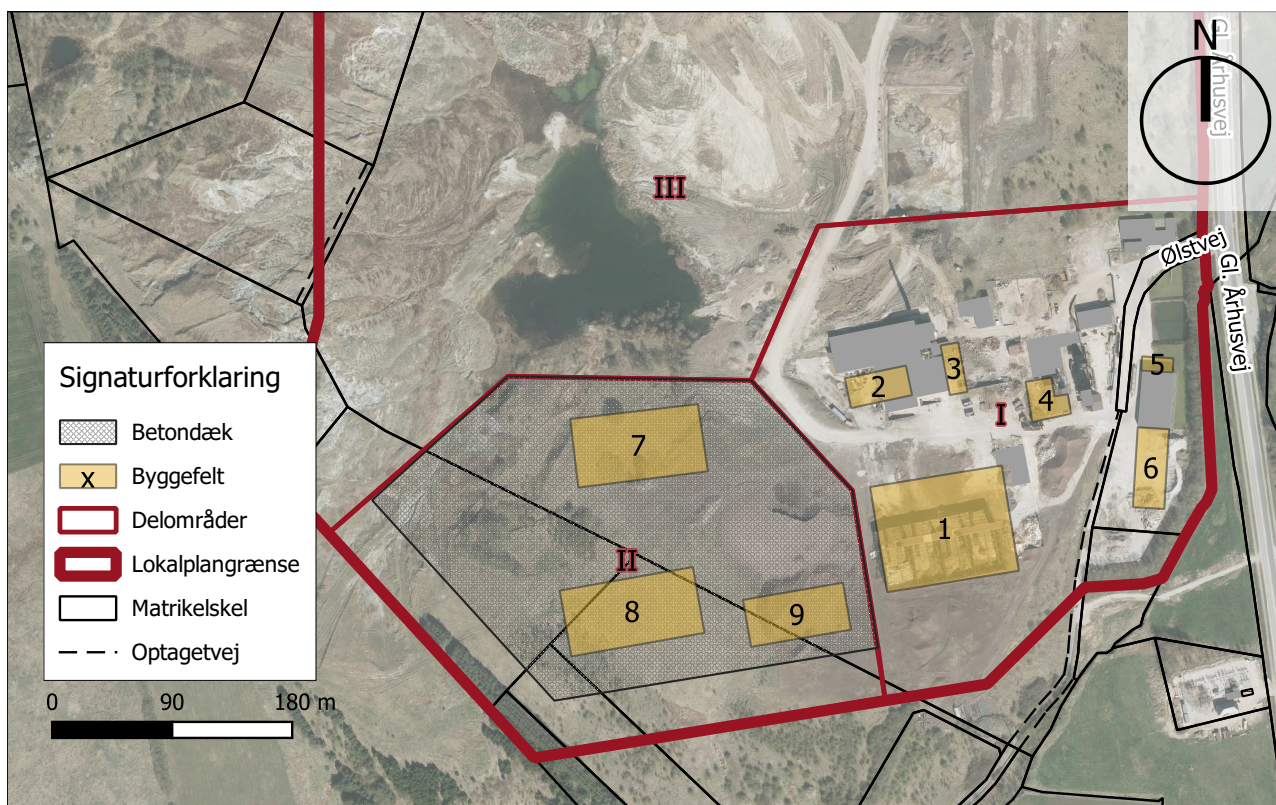 N
Gl. Århusvej
III
Ølstvej
Gl. Århusvej
3
5
2
4
I
7
6
1
II
8
9
Signaturforklaring
Betondæk
x Byggefelt
Delområder
Lokalplangrænse
Matrikelskel
Optagetvej
0 90 180 m